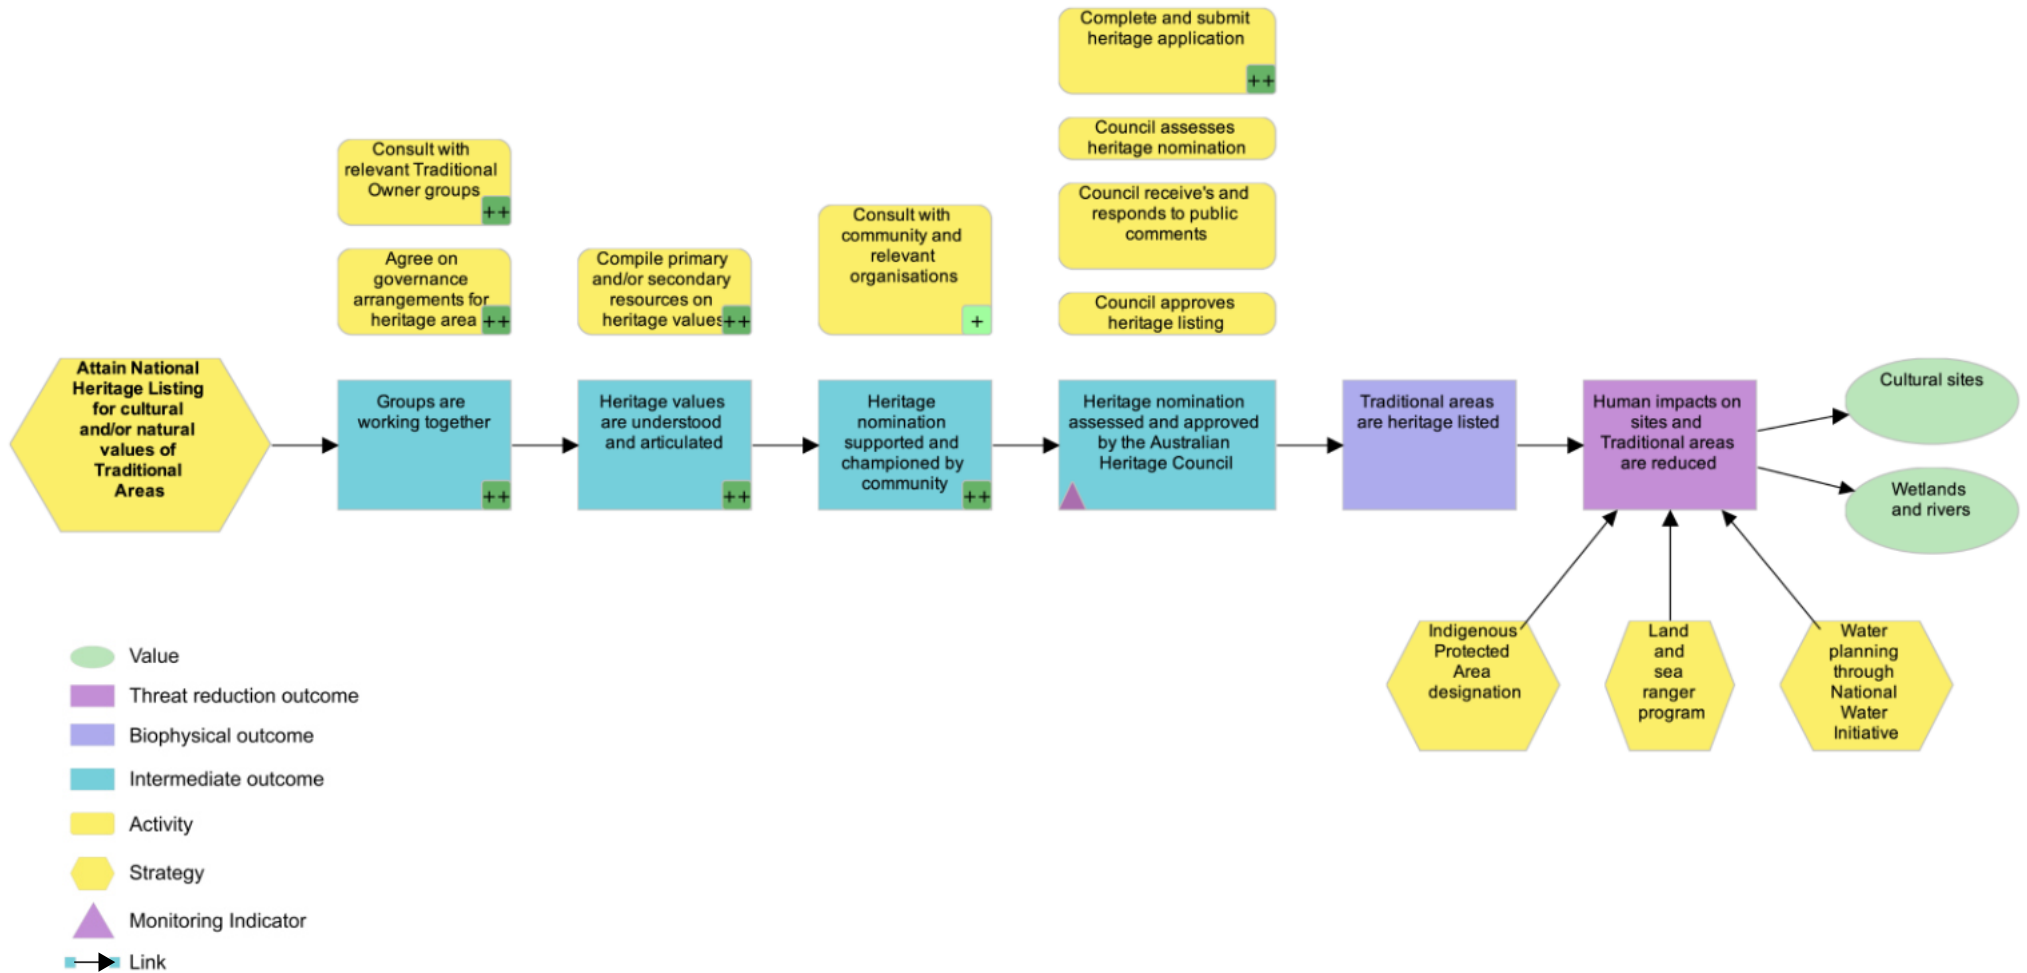 Complete and submit
heritage application
++
Council assesses
heritage nomination
Council receive's and
responds to public
comments
Council approves
heritage listing
Consult with
relevant Traditional
Owner groups
++
Agree on
governance
arrangements for
heritage area
++
Compile primary
and/or secondary
resources on
heritage values
++
Consult with
community and
relevant
organisations
+
Attain National
Heritage Listing
for cultural
and/or natural
values of
Traditional
Areas
Groups are
working together
++
Heritage values
are understood
and articulated
++
Heritage
nomination
supported and
championed by
community
++
Heritage nomination
assessed and approved
by the Australian
Heritage Council
Traditional areas
are heritage listed
Human impacts on
sites and
Traditional areas
are reduced
Cultural sites
Wetlands
and rivers
Indigenous
Protected
Area
designation
Land
and
sea
ranger
program
Water
planning
through
National
Water
Initiative
Value
Threat reduction outcome
Biophysical outcome
Intermediate outcome
Activity
Strategy
Monitoring Indicator
Link